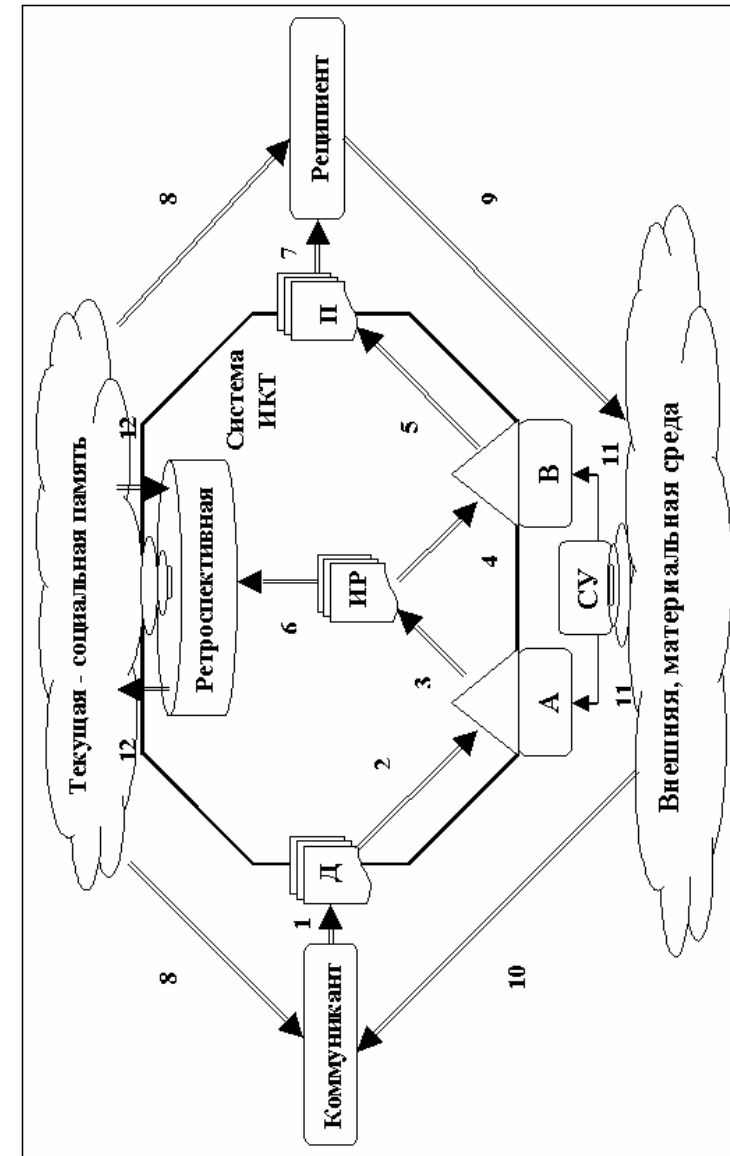 Текущая - социальная память
8
8
12
12
Ретроспективная
Система
ИКТ
6
Коммуникант
1
Д
ИР
П
7
Реципиент
2
3
4
5
А
В
СУ
11
11
10
9
Внешняя, материальная среда